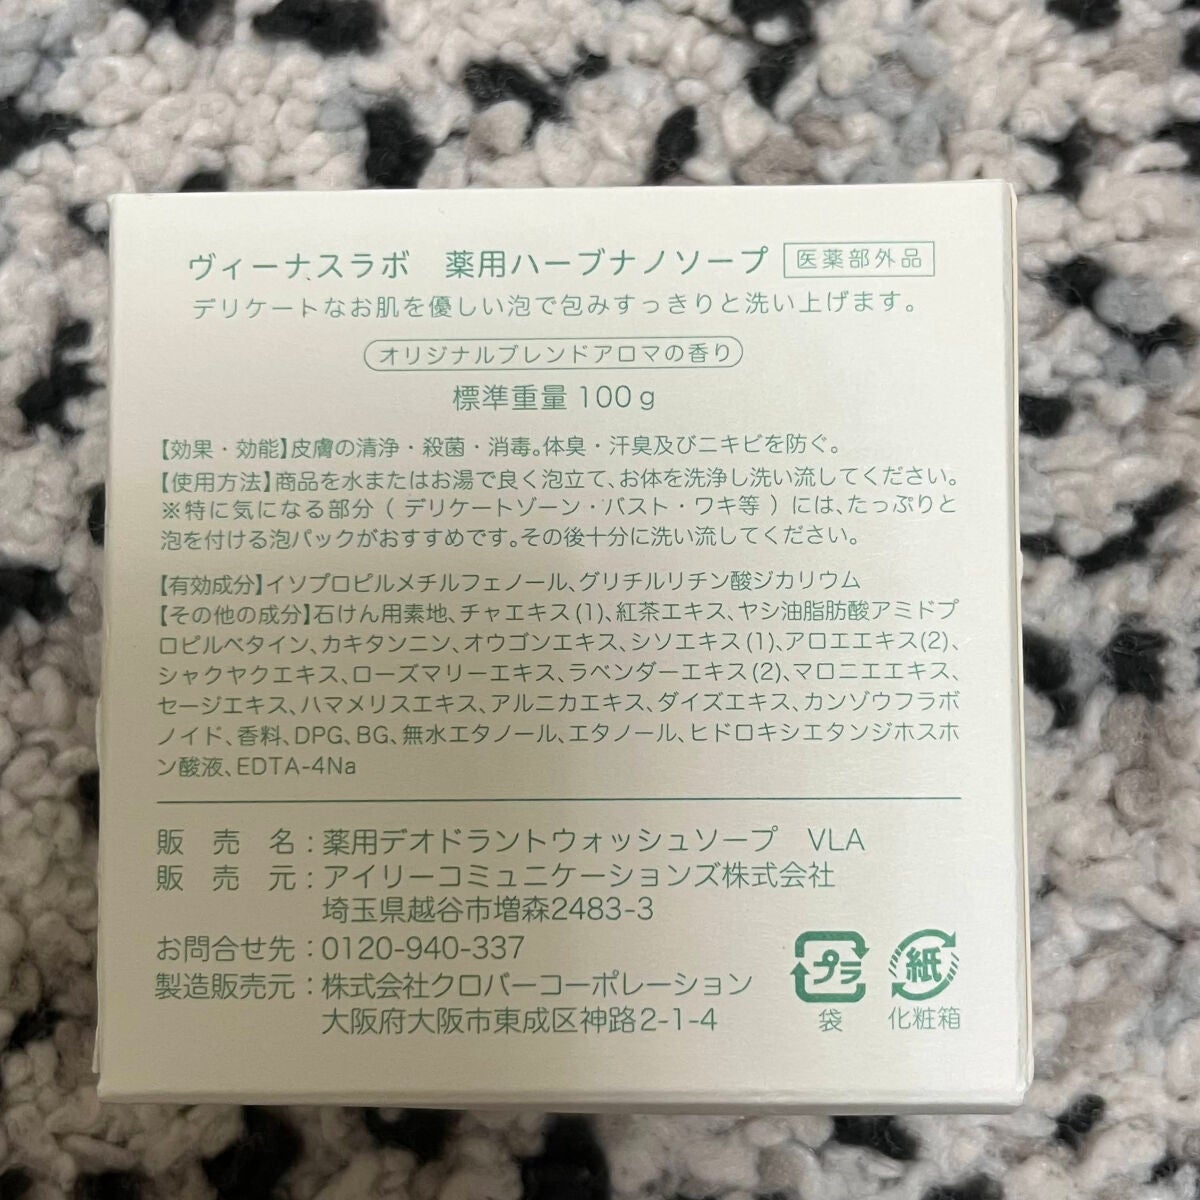 ヴィーナスラボ　薬用ハーブナノソープ 医薬部外品
デリケートなお肌を優しい泡で包みすっきりと洗い上げます。
オリジナルブレンドアロマの香り
標準重量 100g
【効果・効能】皮膚の清浄・殺菌・消毒。体臭・汗臭及びニキビを防ぐ。
【使用方法】商品を水またはお湯で良く泡立て、お体を洗浄し洗い流してください。
※特に気になる部分（デリケートゾーン・バスト・ワキ等）には、たっぷりと
泡を付ける泡パックがおすすめです。その後十分に洗い流してください。
【有効成分】イソプロピルメチルフェノール、グリチルリチン酸ジカリウム
【その他の成分】石けん用素地、チャエキス(1)、紅茶エキス、ヤシ油脂肪酸アミドプ
ロピルベタイン、カキタンニン、オウゴンエキス、シソエキス(1)、アロエエキス(2)、
シャクヤクエキス、ローズマリーエキス、ラベンダーエキス(2)、マロニエエキス、
セージエキス、ハマメリスエキス、アルニカエキス、ダイズエキス、カンゾウフラボ
ノイド、香料、DPG、BG、無水エタノール、エタノール、ヒドロキシエタンジホスホ
ン酸液、EDTA-4Na
販売名：薬用デオドラントウォッシュソープ　VLA
販売元：アイリーコミュニケーションズ株式会社
埼玉県越谷市増森2483-3
お問合せ先：0120-940-337
製造販売元：株式会社クロバーコーポレーション
大阪府大阪市東成区神路2-1-4
プラ 紙
袋 化粧箱